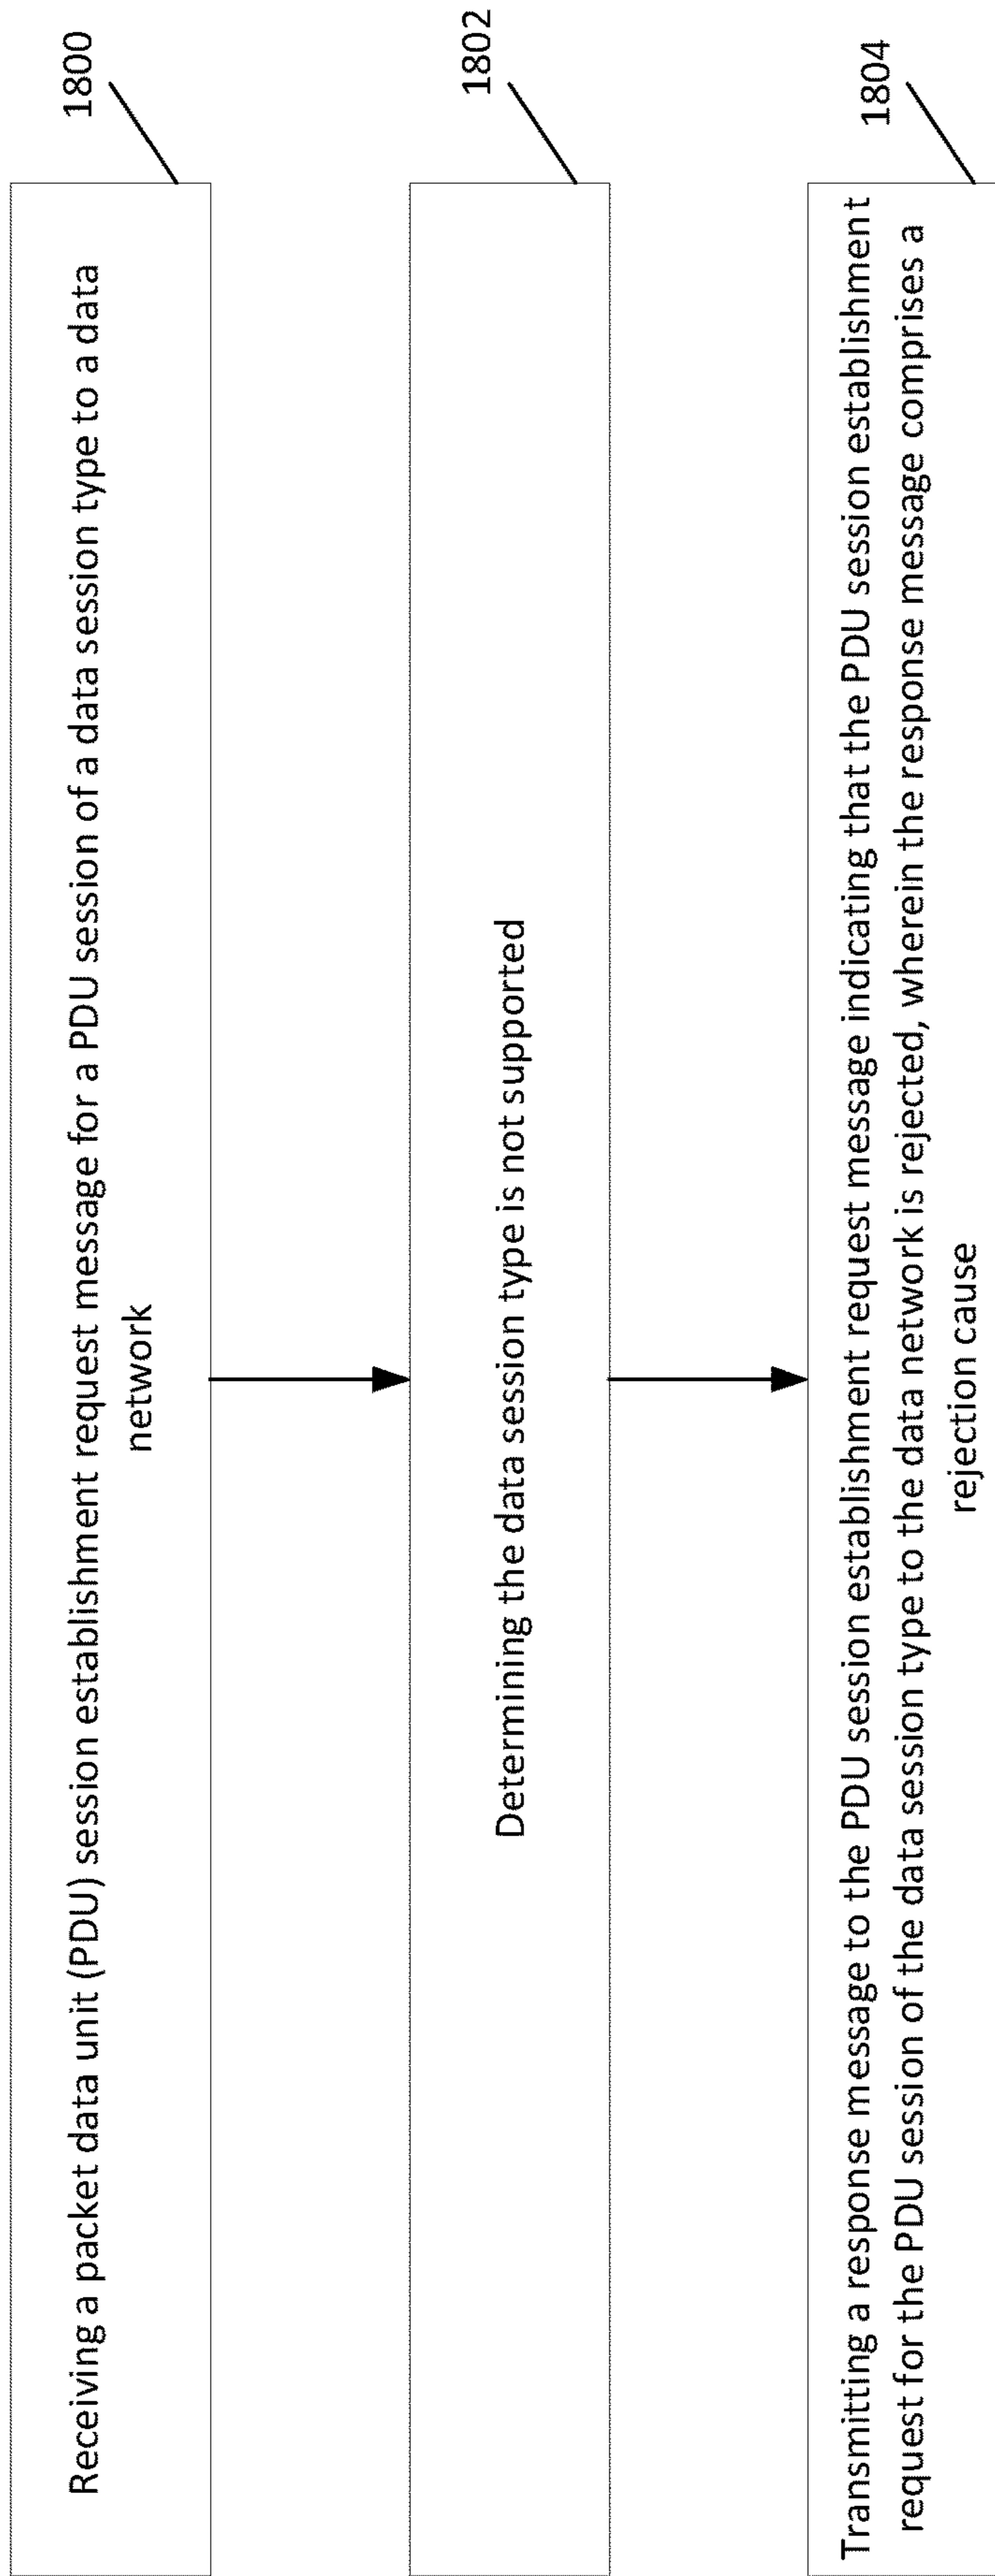 1800
Receiving a packet data unit (PDU) session establishment request message for a PDU session of a data session type to a data
network
1802
Determining the data session type is not supported
1804
Transmitting a response message to the PDU session establishment request message indicating that the PDU session establishment
request for the PDU session of the data session type to the data network is rejected, wherein the response message comprises a
rejection cause